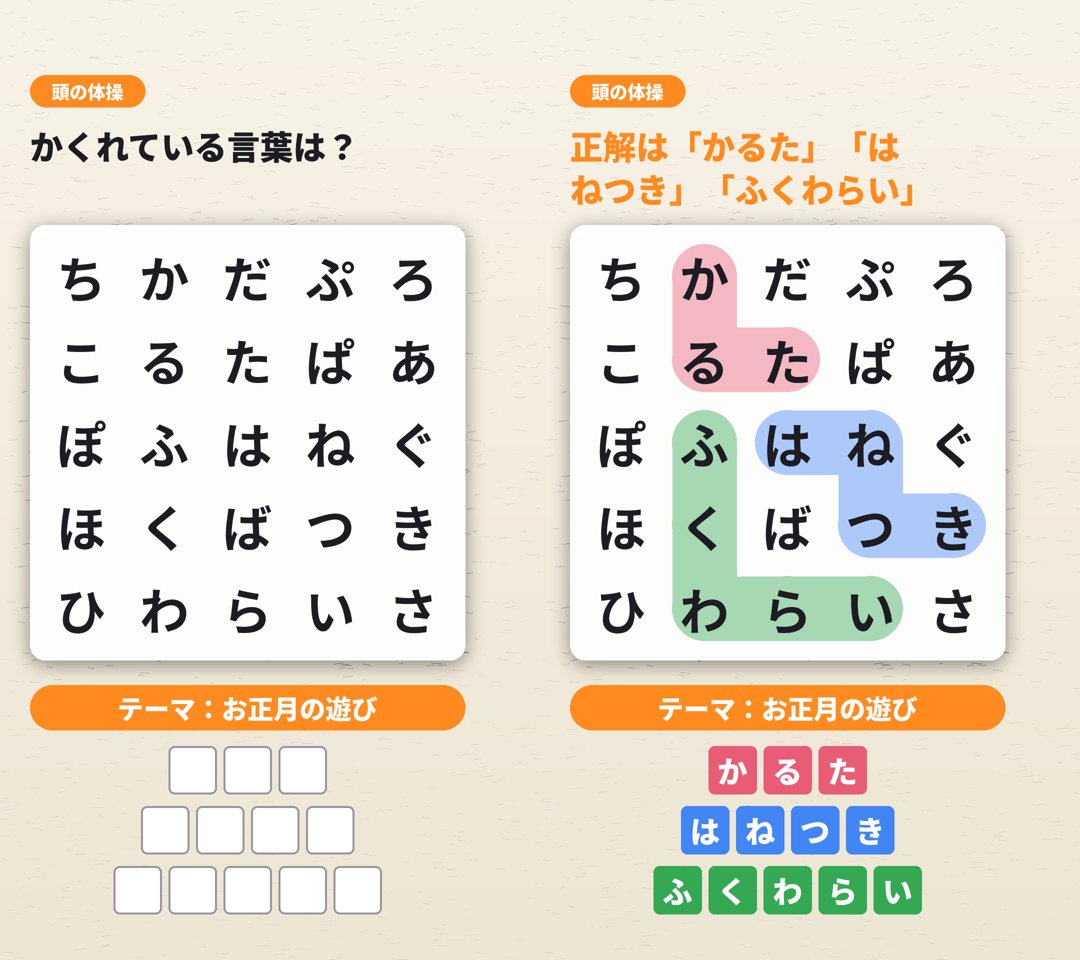 頭の体操
かくれている言葉は？
ち か だ ぷ ろ
こ る た ぱ あ
ぽ ふ は ね ぐ
ほ く ば つ き
ひ わ ら い さ
テーマ：お正月の遊び
頭の体操
正解は「かるた」「は
ねつき」「ふくわらい」
ち か だ ぷ ろ
こ る た ぱ あ
ぽ ふ は ね ぐ
ほ く ば つ き
ひ わ ら い さ
テーマ：お正月の遊び
か る た
は ね つ き
ふ く わ ら い